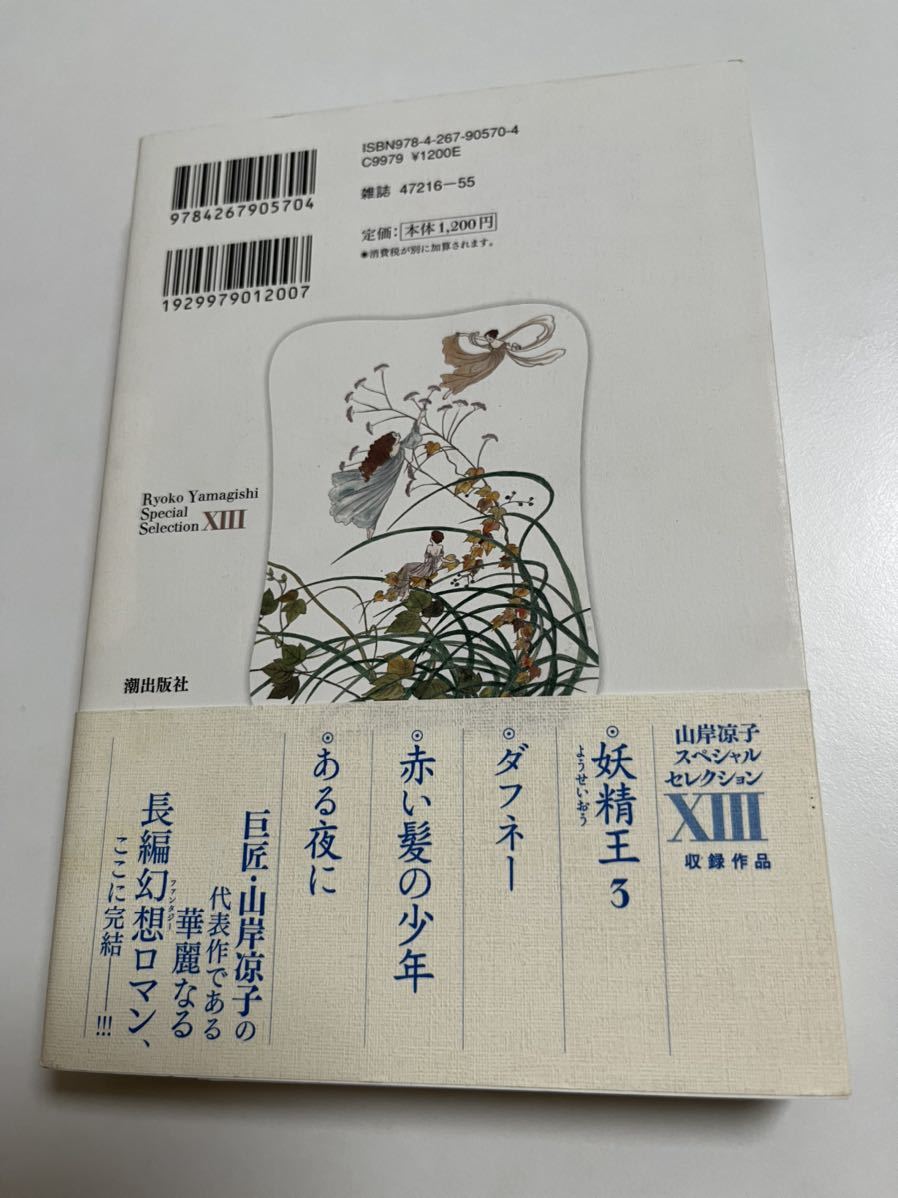 ISBN978-4-267-90570-4
C9979 ¥1200E
9784267905704
雑誌 47216-55
1929979012007
定価:本体1,200円
◉消費税が別に加算されます。
Ryoko Yamagishi
Special
Selection XIII
潮出版社
山岸凉子
スペシャル
セレクション
XIII
収録作品
◉妖精王 3
ようせいおう
◉ダフネー
◉赤い髪の少年
◉ある夜に
巨匠・山岸凉子の
代表作である
華麗なる
長編幻想ロマン、
ファンタジー
ここに完結――!!!